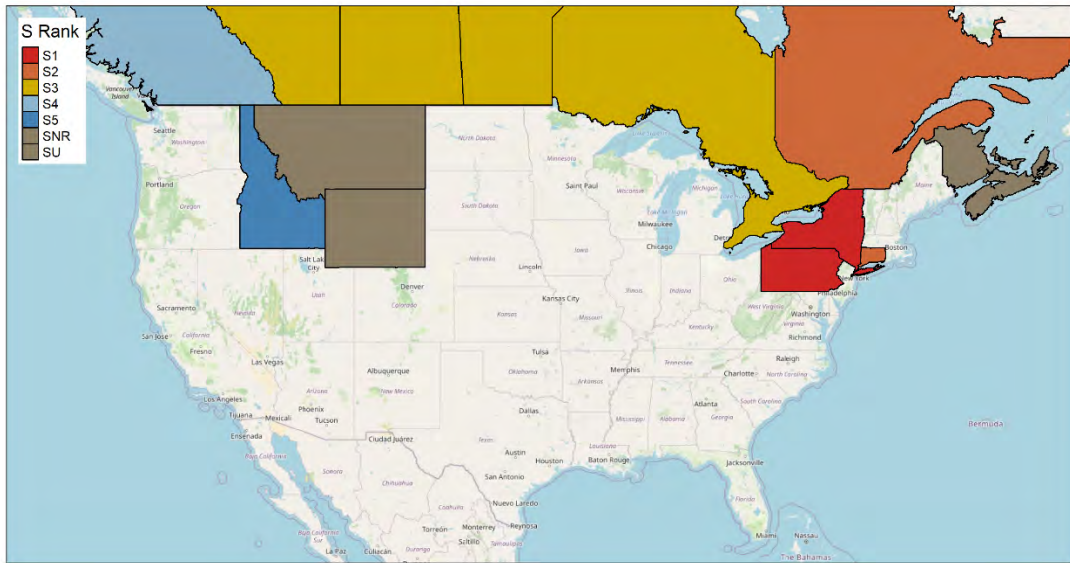 S Rank
S1
S2
S3
S4
S5
SNR
SU
Vancouver
Island
Seattle
Washington
Portland
Oregon
North Dakota
Minnesota
Saint Paul
Wisconsin
Michigan
South Dakota
Milwaukee
Chicago
Iowa
Nebraska
Lincoln
Maine
Boston
New York
Philadelphia
Salt Lake
City
Utah
Nevada
Denver
Colorado
Kansas City
Kansas
Missouri
Illinois
Indiana
Ohio
West Virginia
Washington
Virginia
Richmond
Kentucky
Sacramento
San Jose
California
Fresno
Las Vegas
Los Angeles
Tijuana
Mexicali
Ensenada
Arizona
Phoenix
Tucson
Albuquerque
New Mexico
Ciudad Juárez
Tulsa
Oklahoma
Arkansas
Memphis
Tennessee
Raleigh
Charlotte
North Carolina
South Carolina
Atlanta
Georgia
Alabama
Mississippi
Dallas
Texas
Austin
Houston
San Antonio
Louisiana
Baton Rouge
Jacksonville
Florida
Miami
Bermuda
Nassau
The Bahamas
Baja California
Sonora
Chihuahua
Coahuila
Nuevo Laredo
Monterrey
Reynosa
Torreón
Saltillo
Durango
Culiacán
La Paz
Tamaulipas